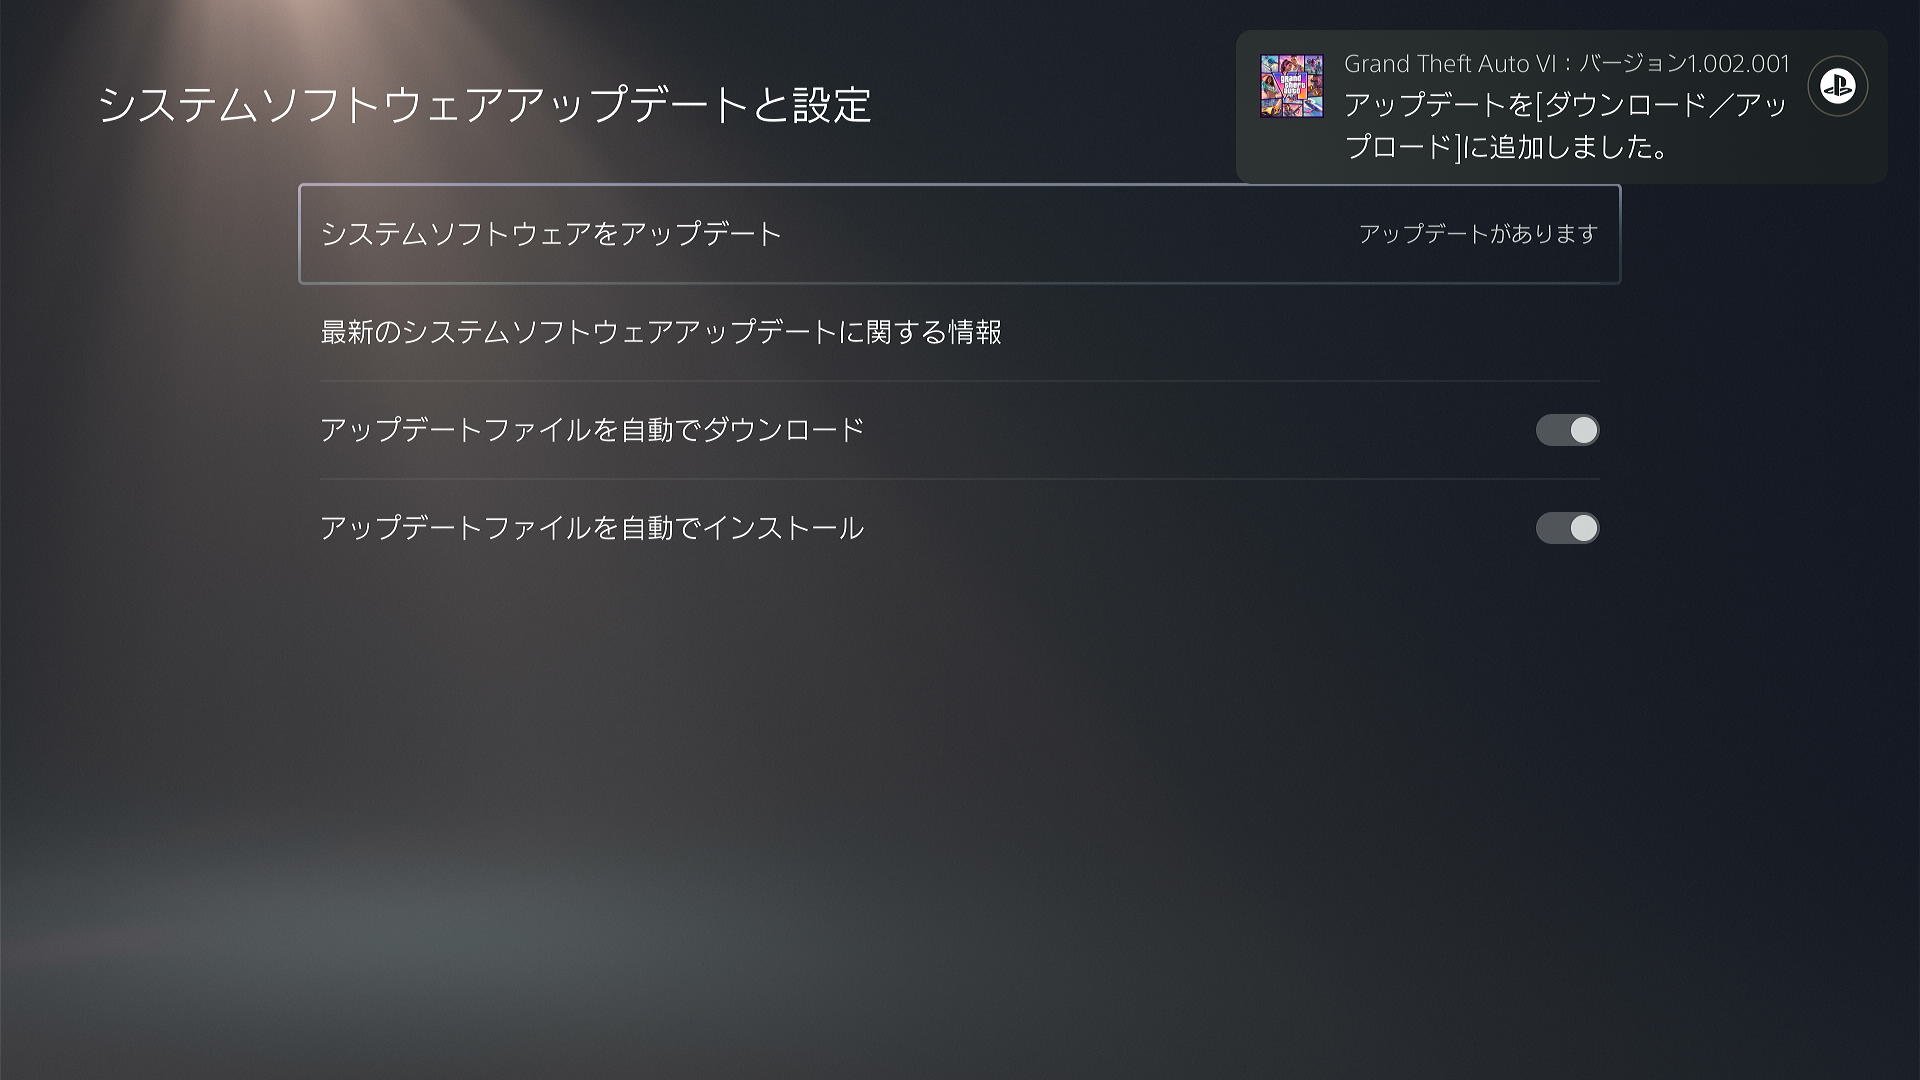 システムソフトウェアアップデートと設定
Grand Theft Auto VI：バージョン1.002.001
アップデートを[ダウンロード／アッ
プロード]に追加しました。
システムソフトウェアをアップデート
アップデートがあります
最新のシステムソフトウェアアップデートに関する情報
アップデートファイルを自動でダウンロード
アップデートファイルを自動でインストール
grand
theft
auto